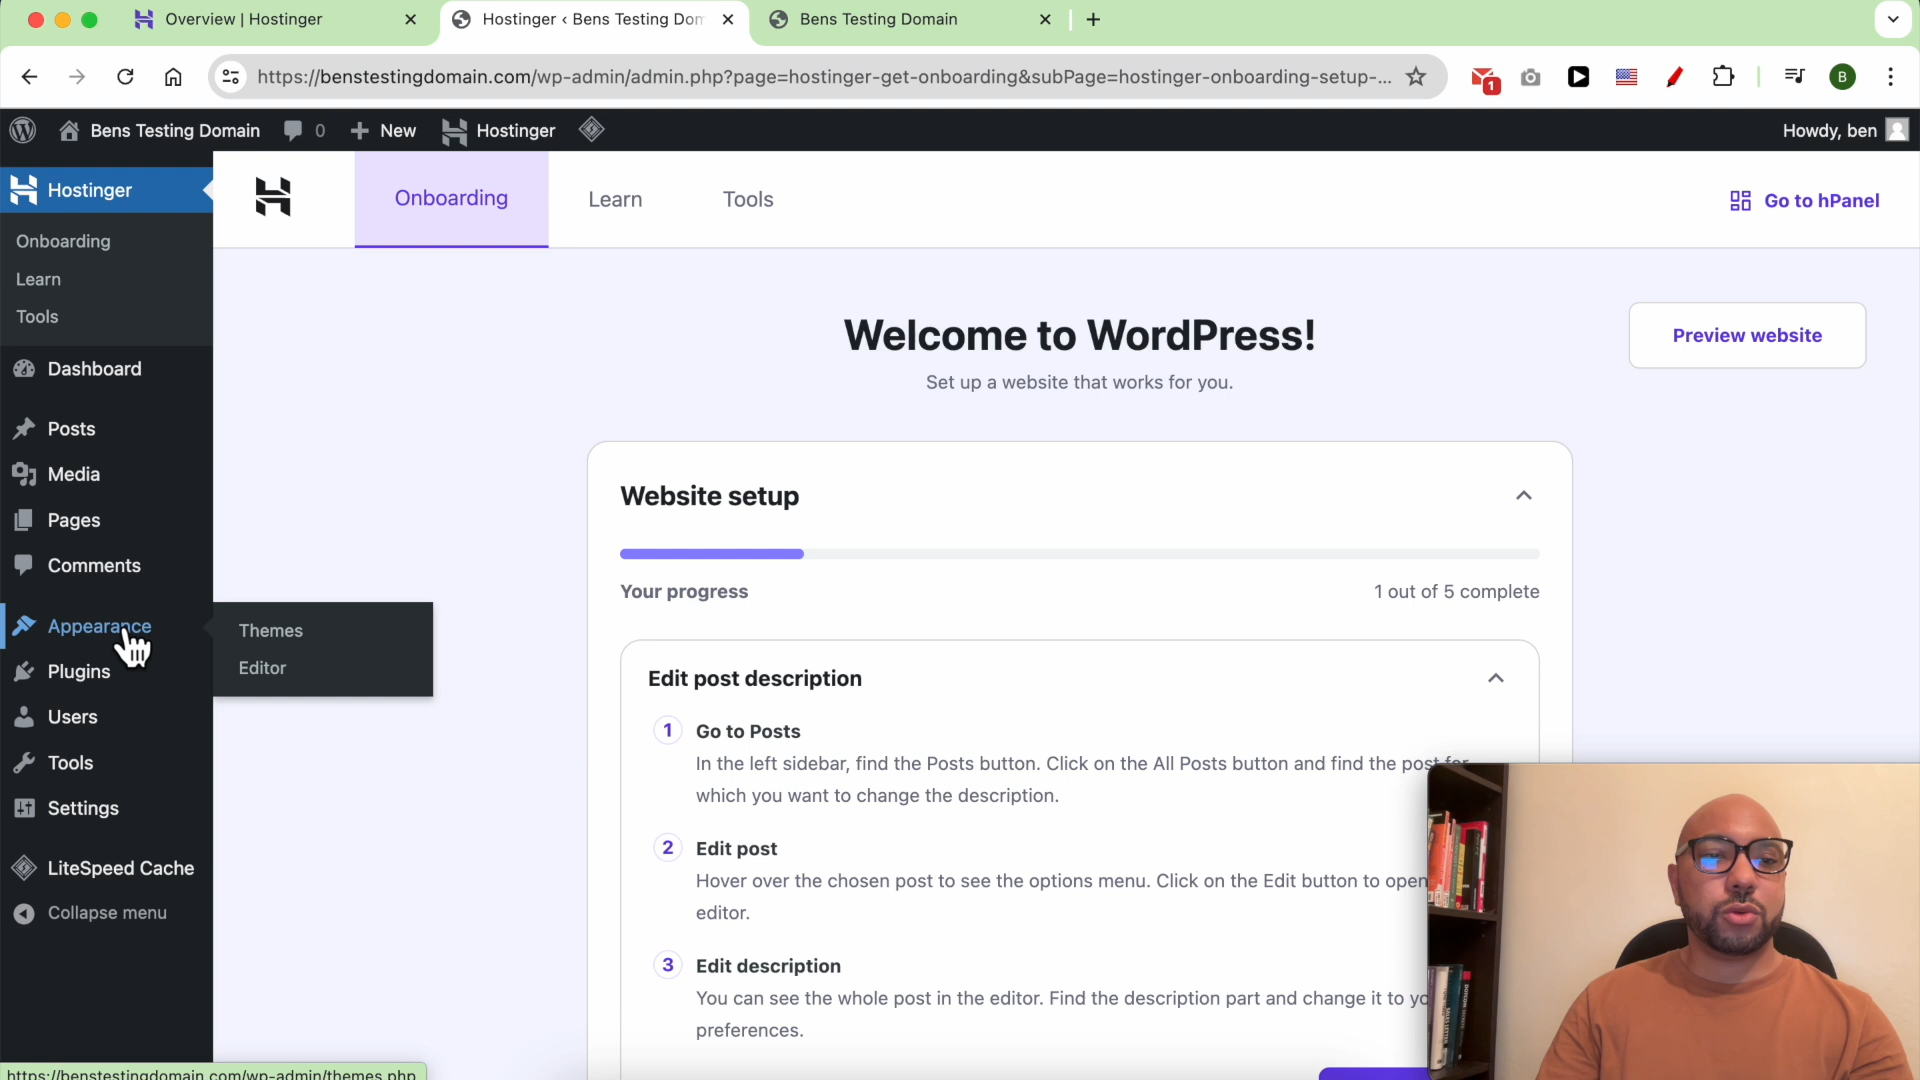 Overview | Hostinger
Hostinger ‹ Bens Testing Dom
Bens Testing Domain
https://benstestingdomain.com/wp-admin/admin.php?page=hostinger-get-onboarding&subPage=hostinger-onboarding-setup-...
1
B
Bens Testing Domain
0
New
Hostinger
Howdy, ben
Hostinger
Onboarding
Learn
Tools
Go to hPanel
Onboarding
Learn
Tools
Dashboard
Posts
Media
Pages
Comments
Appearance
Themes
Editor
Plugins
Users
Tools
Settings
LiteSpeed Cache
Collapse menu
Welcome to WordPress!
Set up a website that works for you.
Preview website
Website setup
Your progress
1 out of 5 complete
Edit post description
1 Go to Posts
In the left sidebar, find the Posts button. Click on the All Posts button and find the post for
which you want to change the description.
2 Edit post
Hover over the chosen post to see the options menu. Click on the Edit button to open
editor.
3 Edit description
You can see the whole post in the editor. Find the description part and change it to yo
preferences.
https://benstestingdomain.com/wp-admin/themes.php